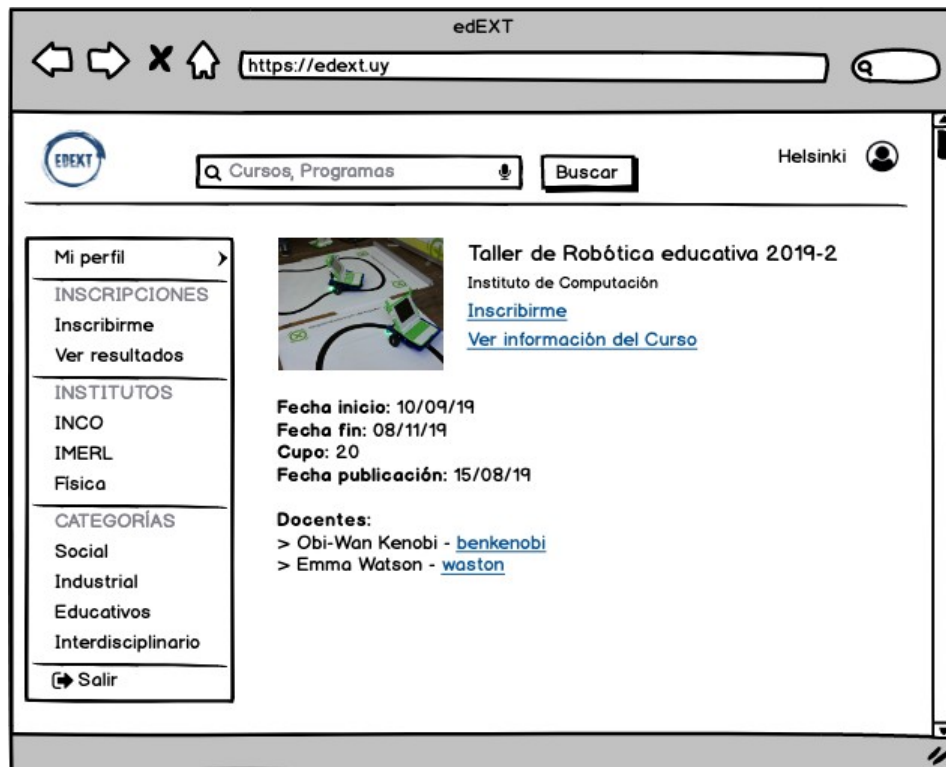 edEXT
https://edext.uy
EDEXT
Cursos, Programas
Buscar
Helsinki
Mi perfil
INSCRIPCIONES
Inscribirme
Ver resultados
INSTITUTOS
INCO
IMERL
Física
CATEGORÍAS
Social
Industrial
Educativos
Interdisciplinario
Salir
Taller de Robótica educativa 2019-2
Instituto de Computación
Inscribirme
Ver información del Curso
Fecha inicio: 10/09/19
Fecha fin: 08/11/19
Cupo: 20
Fecha publicación: 15/08/19
Docentes:
> Obi-Wan Kenobi - benkenobi
> Emma Watson - waston